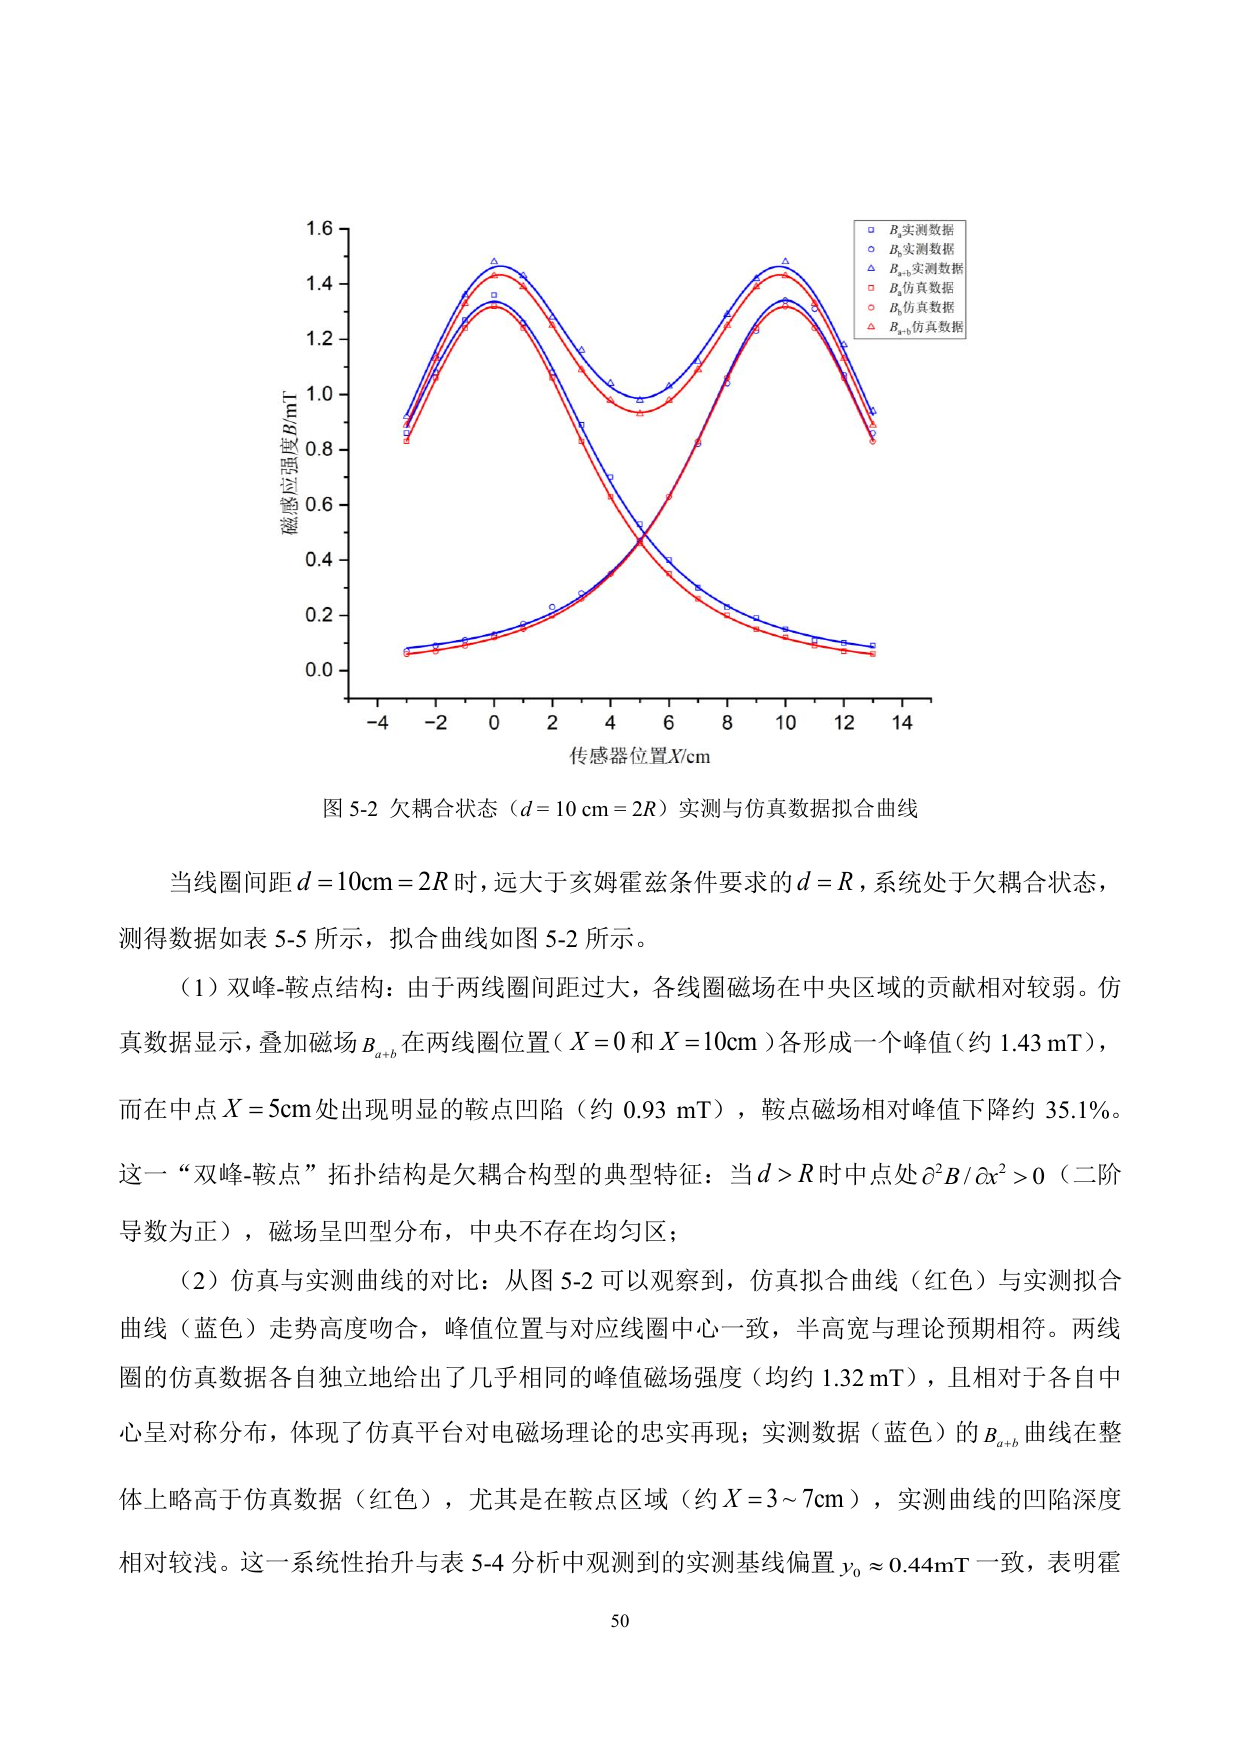 1.6
1.4
1.2
1.0
0.8
0.6
0.4
0.2
0.0
磁感应强度B/mT
−4 −2 0 2 4 6 8 10 12 14
传感器位置X/cm
Ba实测数据
Bb实测数据
Ba+b实测数据
Ba仿真数据
Bb仿真数据
Ba+b仿真数据
图 5-2 欠耦合状态（d = 10 cm = 2R）实测与仿真数据拟合曲线
当线圈间距 d = 10cm = 2R 时，远大于亥姆霍兹条件要求的 d = R，系统处于欠耦合状态，
测得数据如表 5-5 所示，拟合曲线如图 5-2 所示。
（1）双峰-鞍点结构：由于两线圈间距过大，各线圈磁场在中央区域的贡献相对较弱。仿
真数据显示，叠加磁场 Ba+b 在两线圈位置（X = 0 和 X = 10cm）各形成一个峰值（约 1.43 mT），
而在中点 X = 5cm 处出现明显的鞍点凹陷（约 0.93 mT），鞍点磁场相对峰值下降约 35.1%。
这一“双峰-鞍点”拓扑结构是欠耦合构型的典型特征：当 d > R 时中点处 ∂²B / ∂x² > 0（二阶
导数为正），磁场呈凹型分布，中央不存在均匀区；
（2）仿真与实测曲线的对比：从图 5-2 可以观察到，仿真拟合曲线（红色）与实测拟合
曲线（蓝色）走势高度吻合，峰值位置与对应线圈中心一致，半高宽与理论预期相符。两线
圈的仿真数据各自独立地给出了几乎相同的峰值磁场强度（均约 1.32 mT），且相对于各自中
心呈对称分布，体现了仿真平台对电磁场理论的忠实再现；实测数据（蓝色）的 Ba+b 曲线在整
体上略高于仿真数据（红色），尤其是在鞍点区域（约 X = 3 ~ 7cm），实测曲线的凹陷深度
相对较浅。这一系统性抬升与表 5-4 分析中观测到的实测基线偏置 y₀ ≈ 0.44mT 一致，表明霍
50